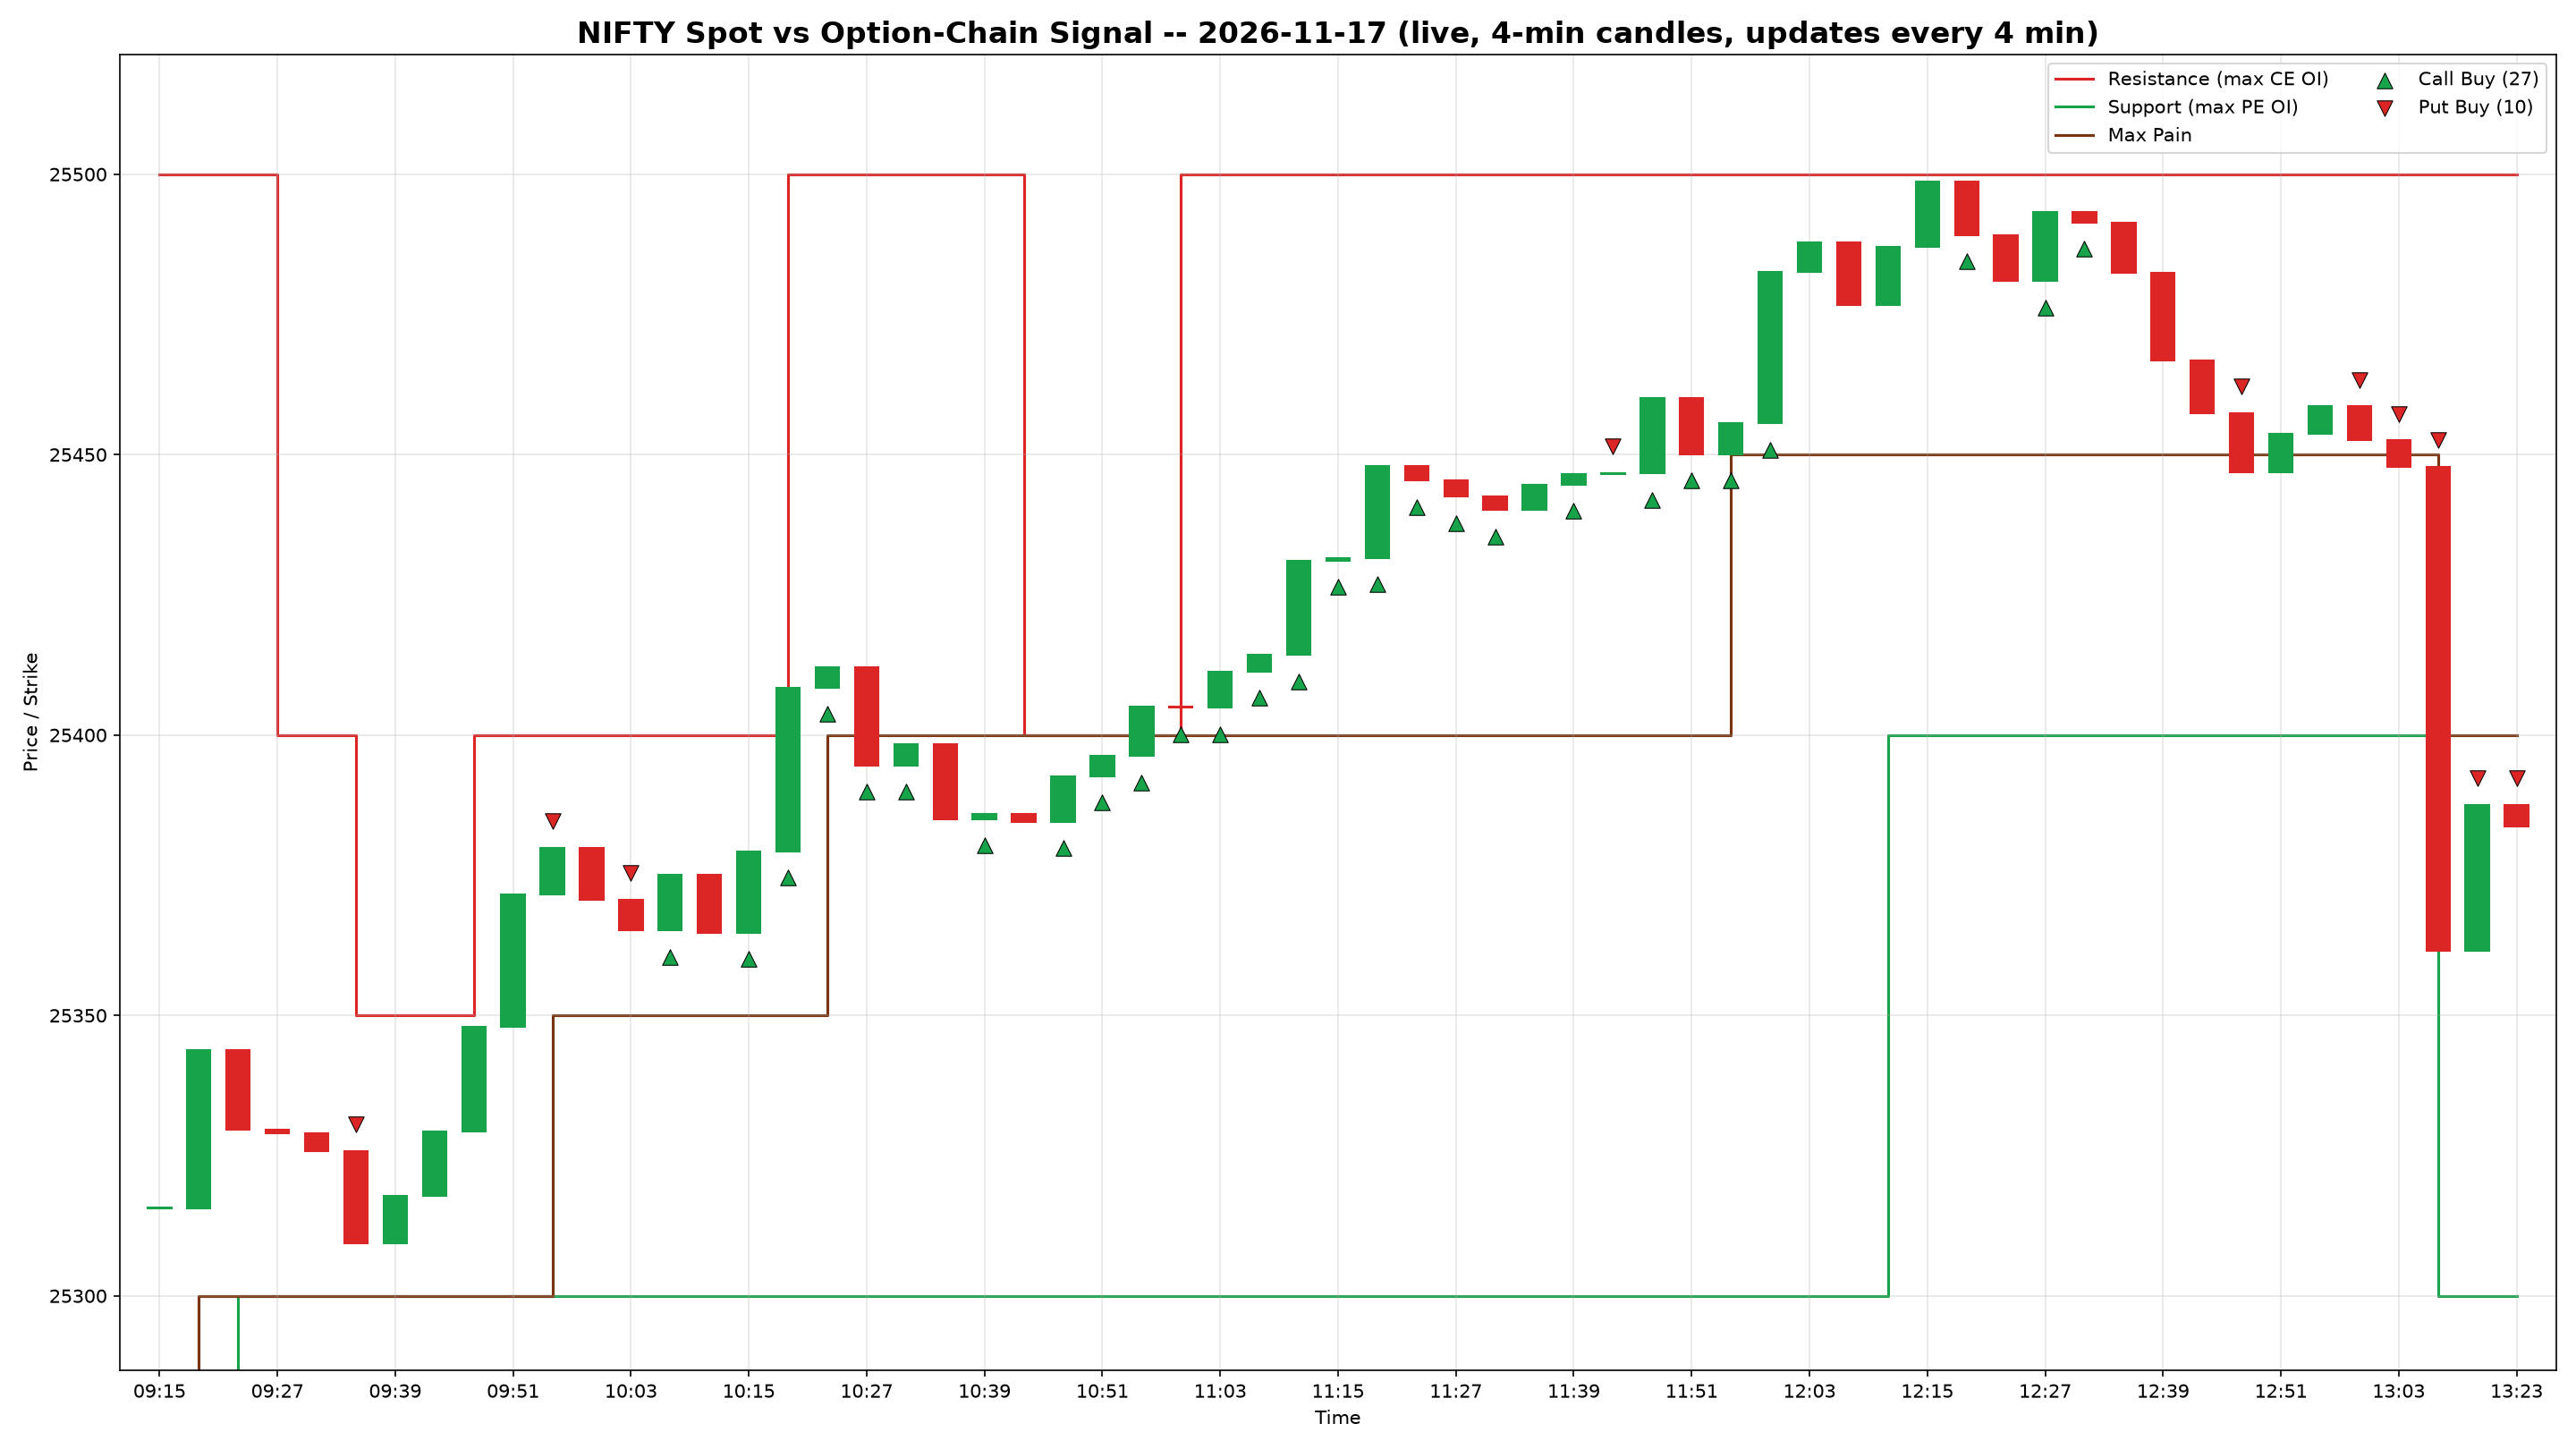 NIFTY Spot vs Option-Chain Signal -- 2026-11-17 (live, 4-min candles, updates every 4 min)
Resistance (max CE OI)
Support (max PE OI)
Max Pain
Call Buy (27)
Put Buy (10)
Price / Strike
25500
25450
25400
25350
25300
09:15 09:27 09:39 09:51 10:03 10:15 10:27 10:39 10:51 11:03 11:15 11:27 11:39 11:51 12:03 12:15 12:27 12:39 12:51 13:03 13:23
Time